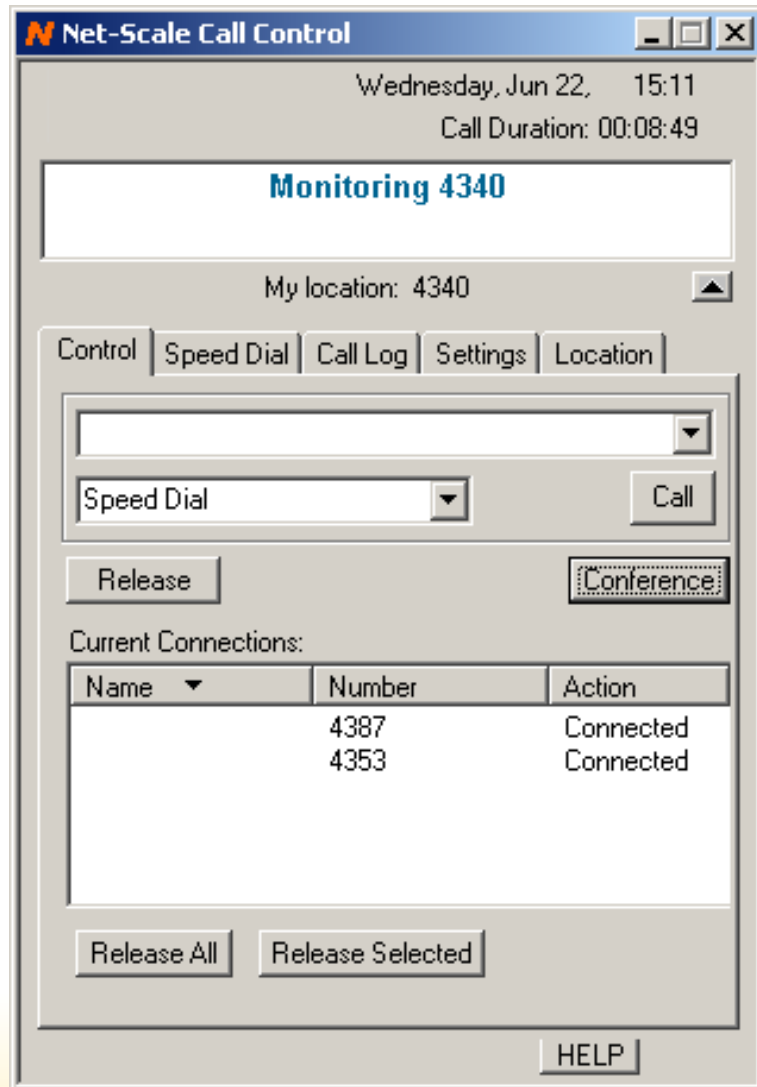 Net-Scale Call Control
Wednesday, Jun 22, 15:11
Call Duration: 00:08:49
Monitoring 4340
My location: 4340
Control Speed Dial Call Log Settings Location
Speed Dial Call
Release Conference
Current Connections:
Name Number Action
4387 Connected
4353 Connected
Release All Release Selected
HELP